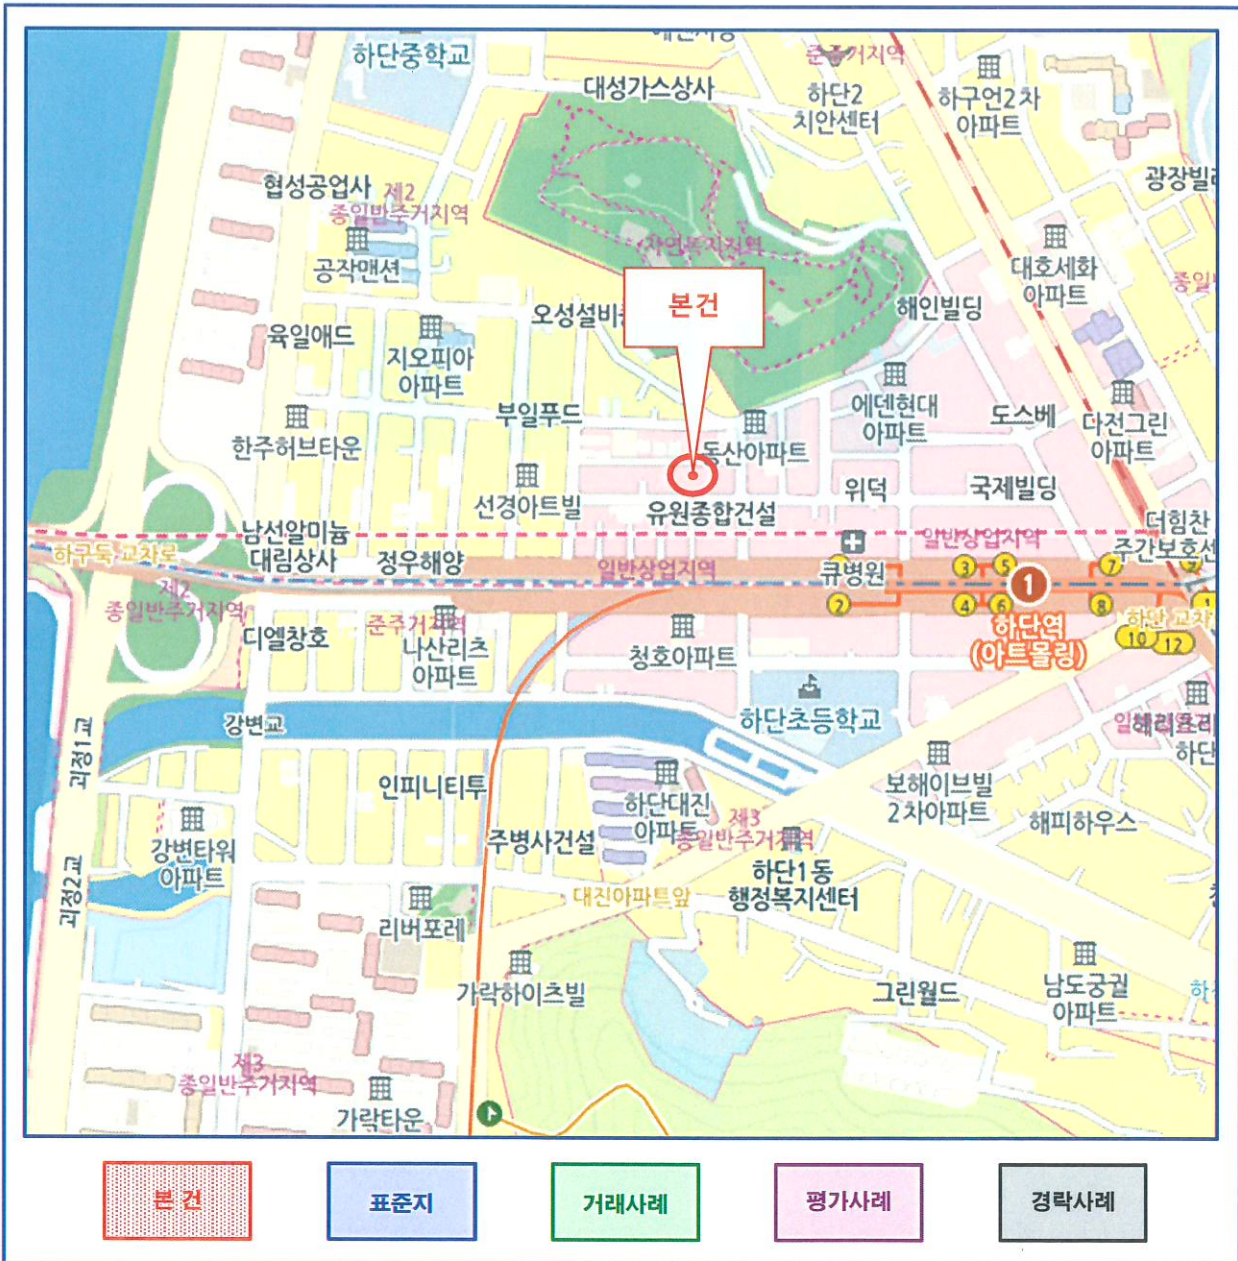 하단중학교
준주거지역
대성가스상사
하단2
치안센터
하구언2차
아파트
협성공업사
제2
종일반주거지역
공작맨션
자연녹지지역
대호세화
아파트
본건
해인빌딩
육일애드
지오피아
아파트
오성설비
에덴현대
아파트
도스베
다전그린
아파트
부일푸드
한주허브타운
동산아파트
선경아트빌
유원종합건설
위덕
국제빌딩
더힘찬
주간보호센
남선알미늄
대림상사
정우해양
하구둑 교차로
일반상업지역
일반상업지역
큐병원
3
5
7
1
2
4
6
8
10
12
하단역
(아트몰링)
하단 교차
제2
종일반주거지역
디엘창호
준주거지역
나산리츠
아파트
청호아파트
하단초등학교
강변교
괴정1교
인피니티투
하단대진
아파트
제3
종일반주거지역
보해이브빌
2차아파트
해피하우스
강변타워
아파트
주병사건설
하단1동
행정복지센터
괴정2교
대진아파트앞
리버포레
가락하이츠빌
그린월드
남도궁궐
아파트
제3
종일반주거지역
가락타운
본 건
표준지
거래사례
평가사례
경락사례